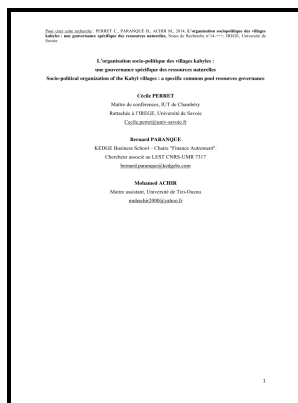 Pour citer cette recherche : PERRET C., PARANQUE B., ACHIR M., 2014, L'organisation sociopolitique des villages
kabyles : une gouvernance spécifique des ressources naturelles, Notes de Recherche n°14-, IREGE, Université de
Savoie.
L'organisation socio-politique des villages kabyles :
une gouvernance spécifique des ressources naturelles
Socio-political organization of the Kabyl villages : a specific common pool resources governance
Cécile PERRET
Maître de conférences, IUT de Chambéry
Rattachée à l'IREGE, Université de Savoie
Cecile.perret@univ-savoie.fr
Bernard PARANQUE
KEDGE Business School – Chaire "Finance Autrement".
Chercheur associé au LEST CNRS-UMR 7317
bernard.paranque@kedgebs.com
Mohamed ACHIR
Maitre assistant, Université de Tizi-Ouzou
mohachir2000@yahoo.fr
1